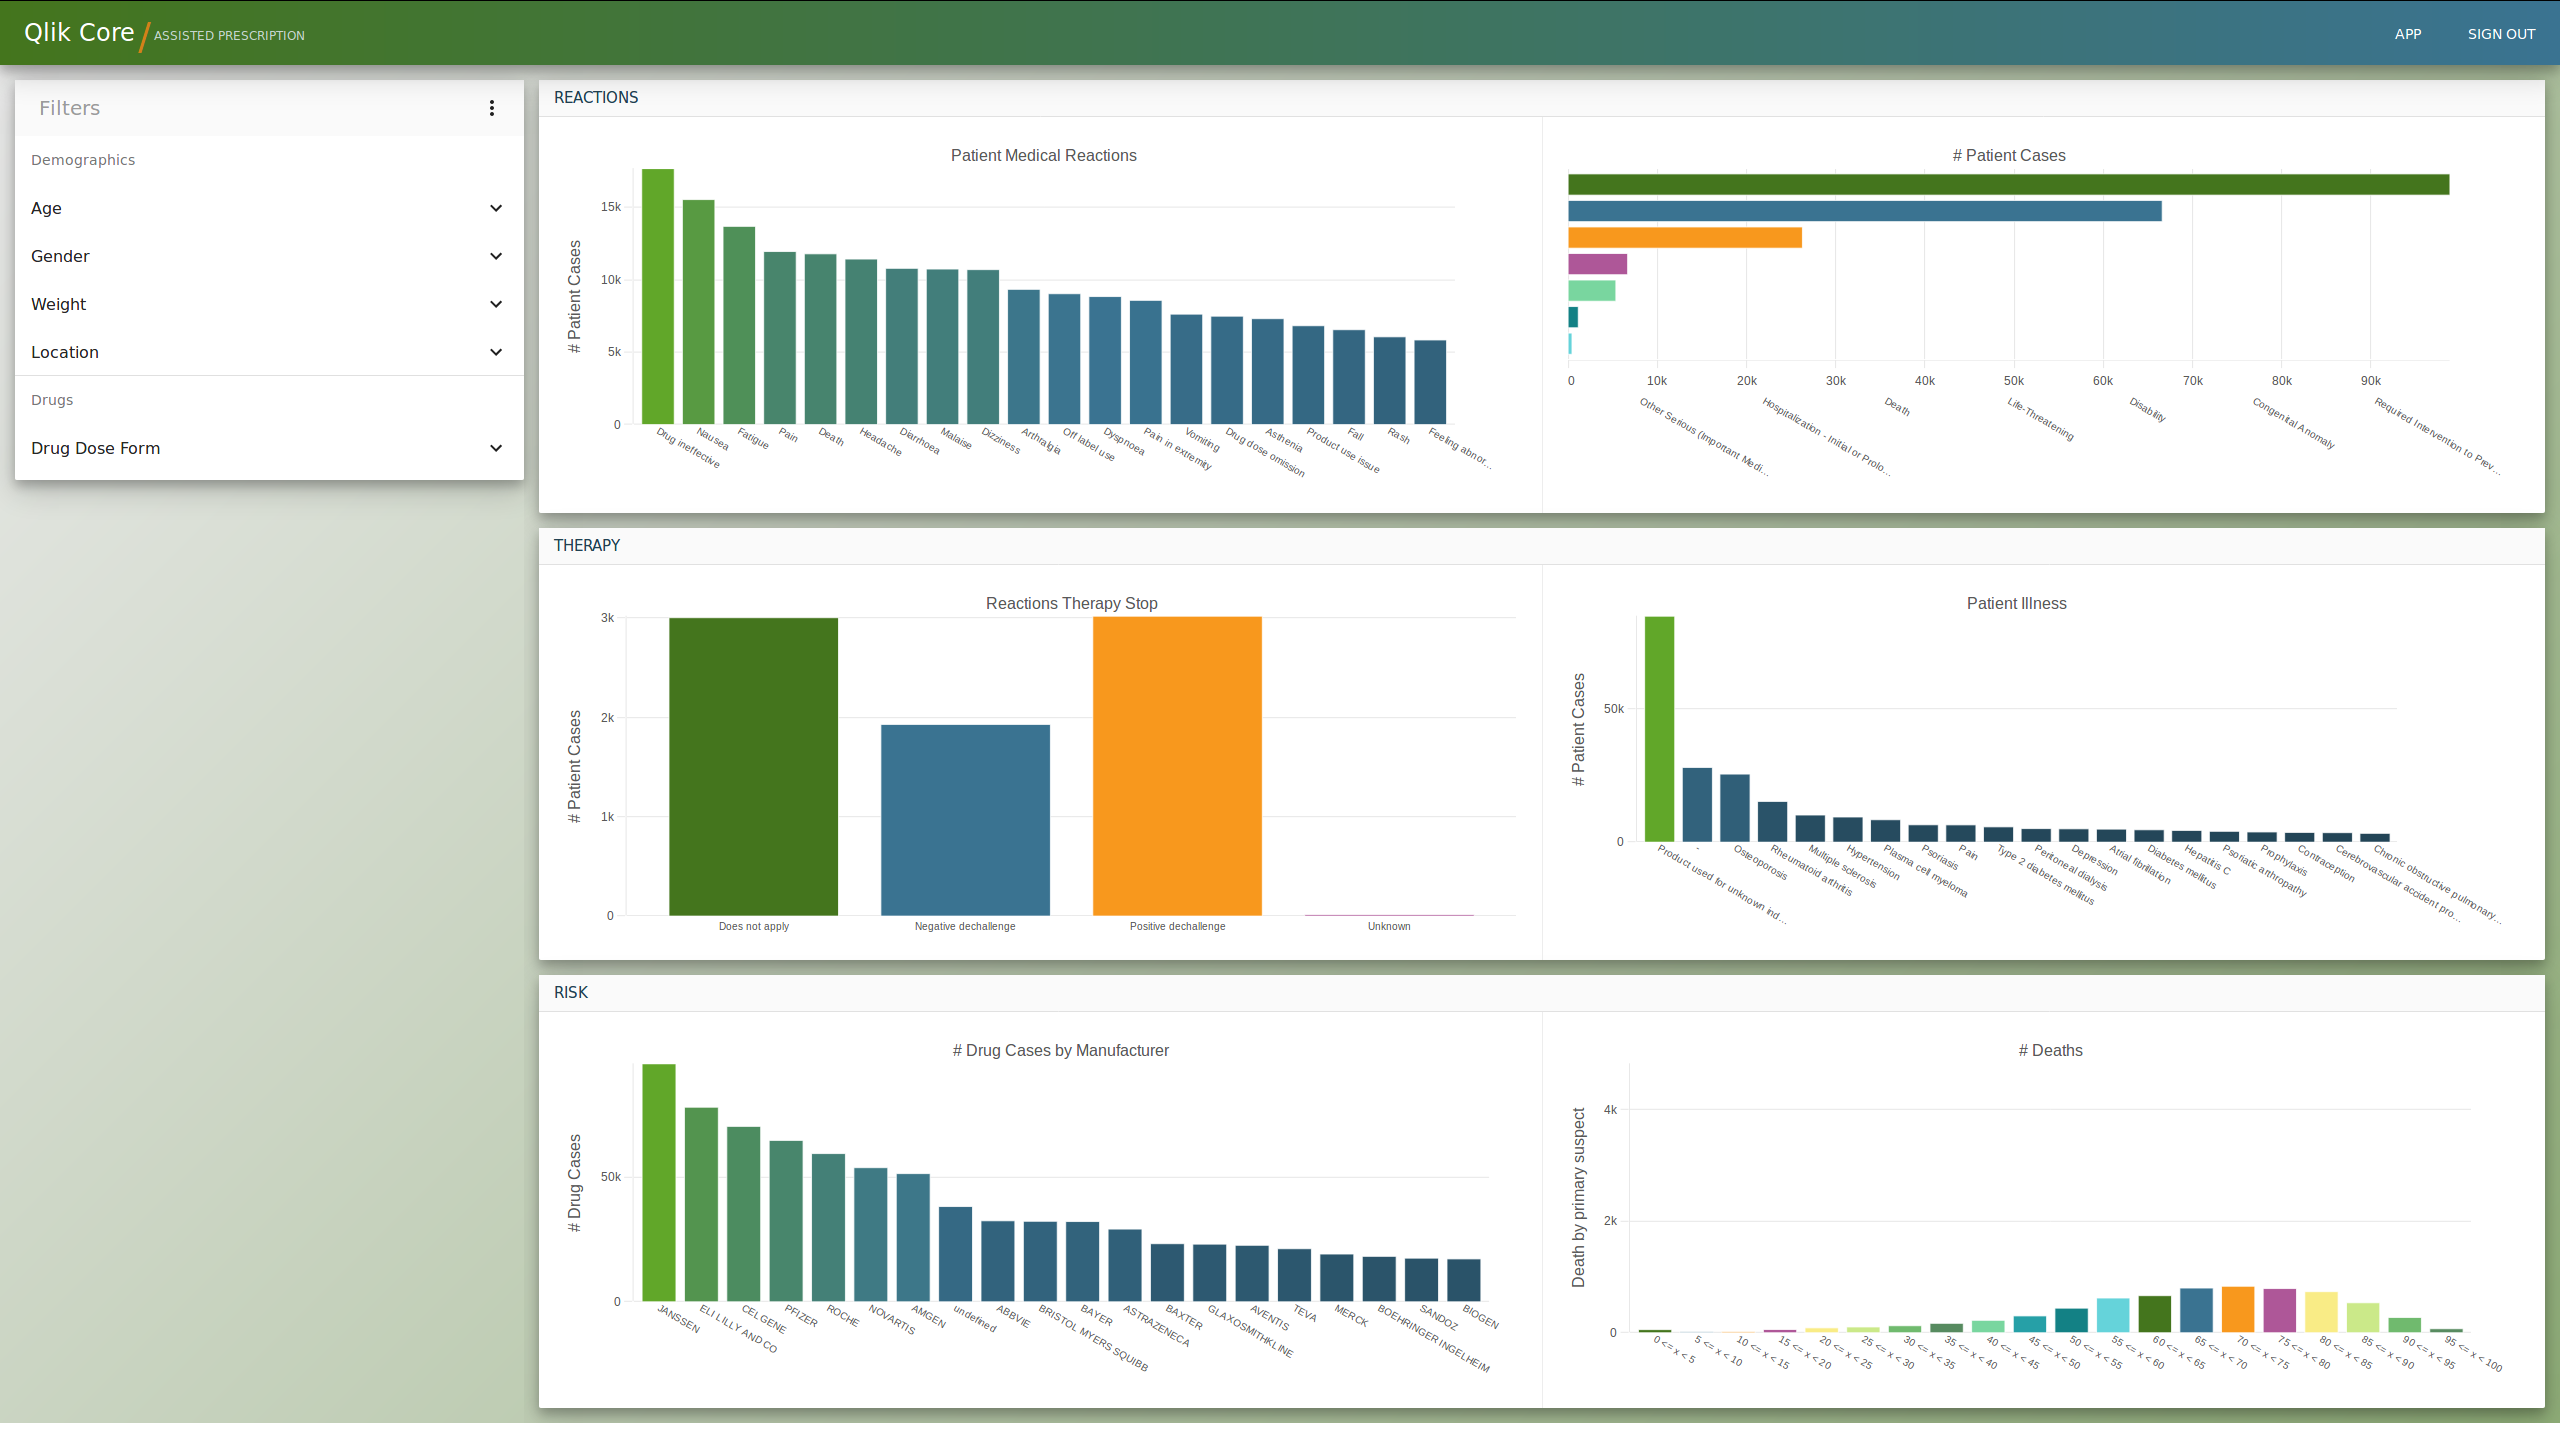 Qlik Core / ASSISTED PRESCRIPTION
APP
SIGN OUT
Filters
Demographics
Age
Gender
Weight
Location
Drugs
Drug Dose Form
REACTIONS
Patient Medical Reactions
# Patient Cases
15k
10k
5k
0
Drug ineffective
Nausea
Fatigue
Pain
Death
Headache
Diarrhoea
Malaise
Dizziness
Arthralgia
Off label use
Dyspnoea
Pain in extremity
Vomiting
Drug dose omission
Asthenia
Product use issue
Fall
Rash
Feeling abnor...
# Patient Cases
0
10k
20k
30k
40k
50k
60k
70k
80k
90k
Other Serious (Important Medi...
Hospitalization - Initial or Prolo...
Death
Life-Threatening
Disability
Congenital Anomaly
Required Intervention to Prev...
THERAPY
Reactions Therapy Stop
# Patient Cases
3k
2k
1k
0
Does not apply
Negative dechallenge
Positive dechallenge
Unknown
Patient Illness
# Patient Cases
50k
0
Product used for unknown ind...
-
Osteoporosis
Rheumatoid arthritis
Multiple sclerosis
Hypertension
Plasma cell myeloma
Psoriasis
Pain
Type 2 diabetes mellitus
Peritoneal dialysis
Depression
Atrial fibrillation
Diabetes mellitus
Hepatitis C
Psoriatic arthropathy
Prophylaxis
Contraception
Cerebrovascular accident pro...
Chronic obstructive pulmonary...
RISK
# Drug Cases by Manufacturer
# Drug Cases
50k
0
JANSSEN
ELI LILLY AND CO
CELGENE
PFIZER
ROCHE
NOVARTIS
AMGEN
undefined
ABBVIE
BRISTOL MYERS SQUIBB
BAYER
ASTRAZENECA
BAXTER
GLAXOSMITHKLINE
AVENTIS
TEVA
MERCK
BOEHRINGER INGELHEIM
SANDOZ
BIOGEN
# Deaths
Death by primary suspect
4k
2k
0
0 <= x < 5
5 <= x < 10
10 <= x < 15
15 <= x < 20
20 <= x < 25
25 <= x < 30
30 <= x < 35
35 <= x < 40
40 <= x < 45
45 <= x < 50
50 <= x < 55
55 <= x < 60
60 <= x < 65
65 <= x < 70
70 <= x < 75
75 <= x < 80
80 <= x < 85
85 <= x < 90
90 <= x < 95
95 <= x < 100